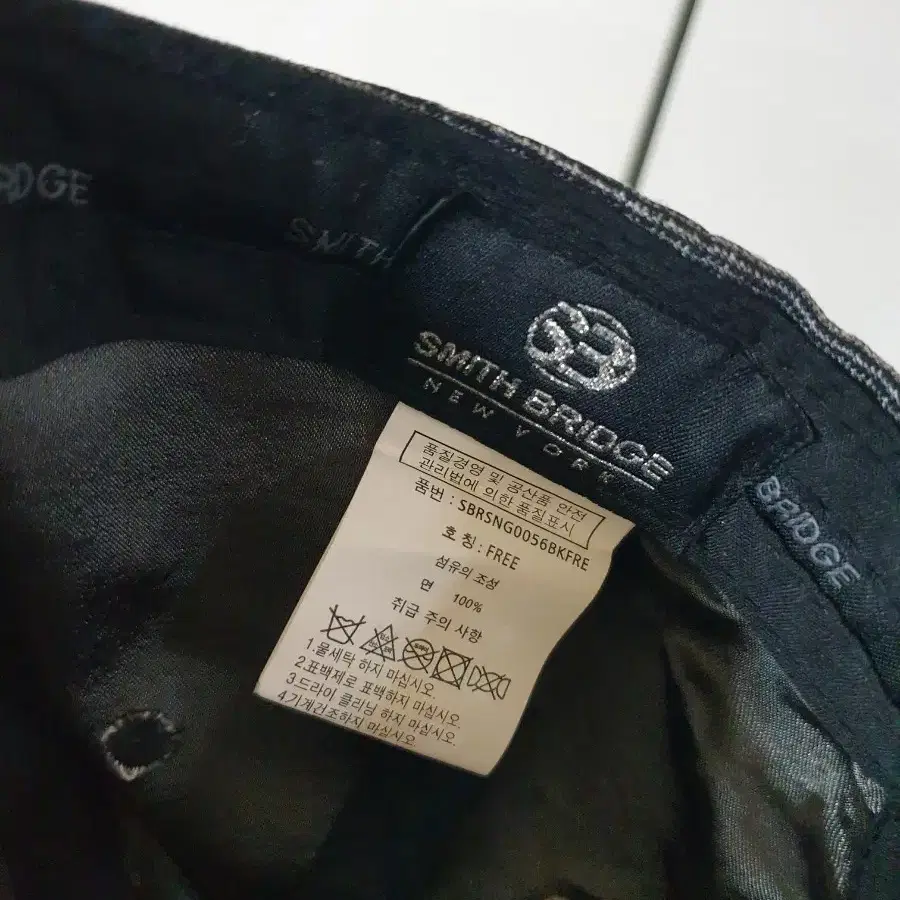 RDGE
SMITH
SB
SMITH BRIDGE
NEW YORK
BRIDGE
품질경영 및 공산품 안전
관리법에 의한 품질표시
품번 : SBRSNG0056BKFRE
호 칭 : FREE
섬유의 조성
면 100%
취급 주의 사항
1.물세탁 하지 마십시오.
2.표백제로 표백하지 마십시오.
3.드라이 클리닝 하지 마십시오.
4.기계건조하지 마십시오.